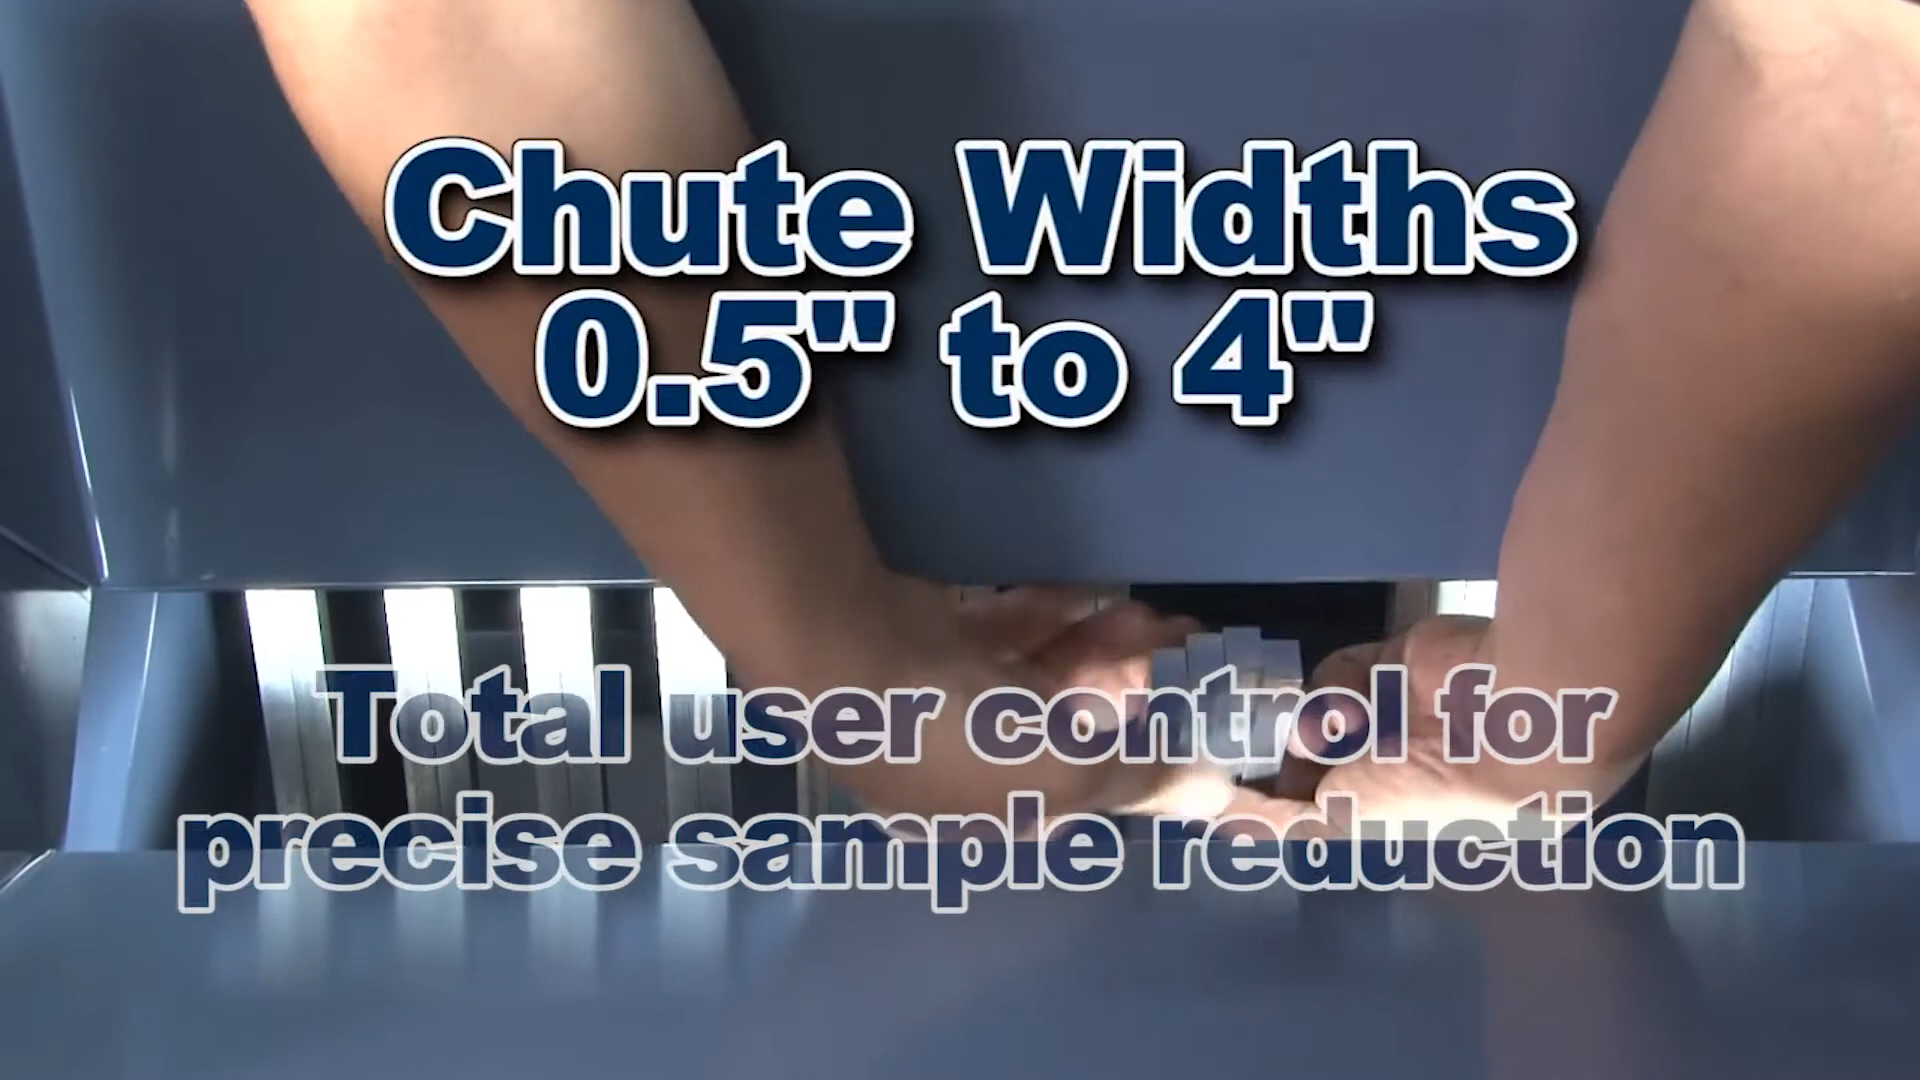 Chute Widths
0.5" to 4"
Total user control for
precise sample reduction